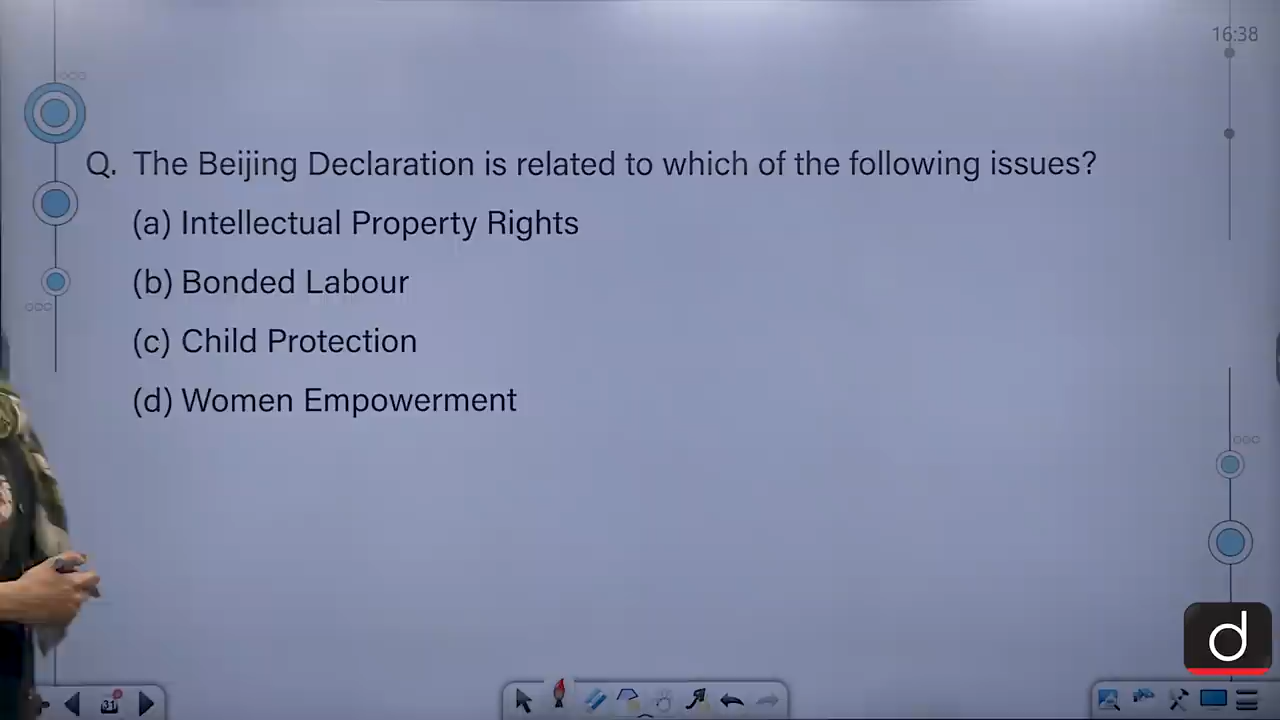 16:38
Q. The Beijing Declaration is related to which of the following issues?
(a) Intellectual Property Rights
(b) Bonded Labour
(c) Child Protection
(d) Women Empowerment
d
31